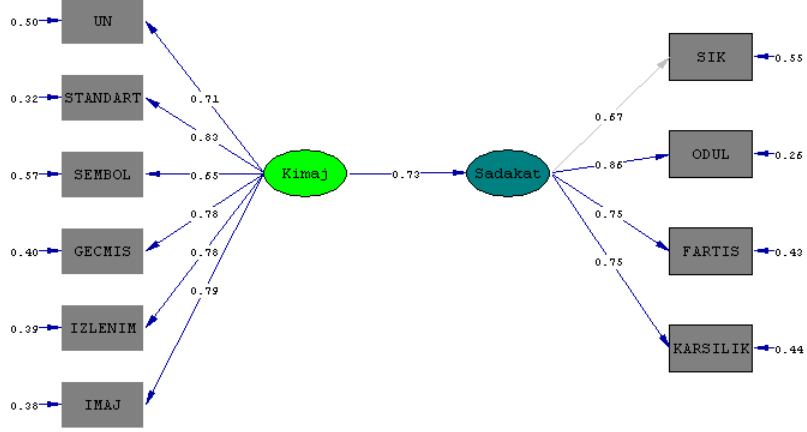 0.50 UN
0.71
0.32 STANDART
0.83
0.57 SEMBOL
0.65
0.40 GECMIS
0.78
0.39 IZLENIM
0.78
0.38 IMAJ
0.79
Kimaj
0.73
Sadakat
0.67
SIK 0.55
0.86
ODUL 0.26
0.75
FARTIS 0.43
0.75
KARSILIK 0.44